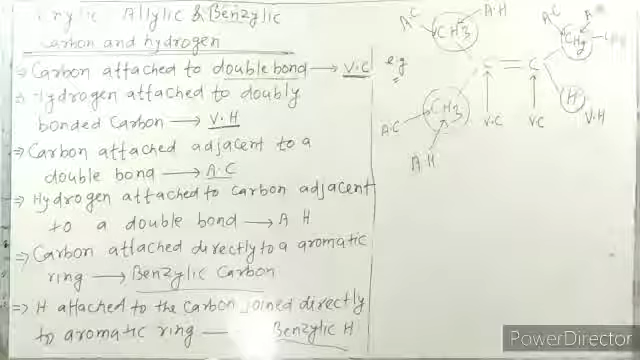 Allylic & Benzylic
carbon and hydrogen
⇒ Carbon attached to double bond → V.C
⇒ Hydrogen attached to doubly
bonded Carbon → V.H
⇒ Carbon attached adjacent to a
double bond → A.C
⇒ Hydrogen attached to carbon adjacent
to a double bond → A H
⇒ Carbon attached directly to a aromatic
ring → Benzylic Carbon
⇒ H attached to the carbon joined directly
to aromatic ring — Benzylic H
e.g
A.C A.H
CH3
A.C
C = C
H
V.H
CH3
A.C
A.H
V.C
V.C
PowerDirector